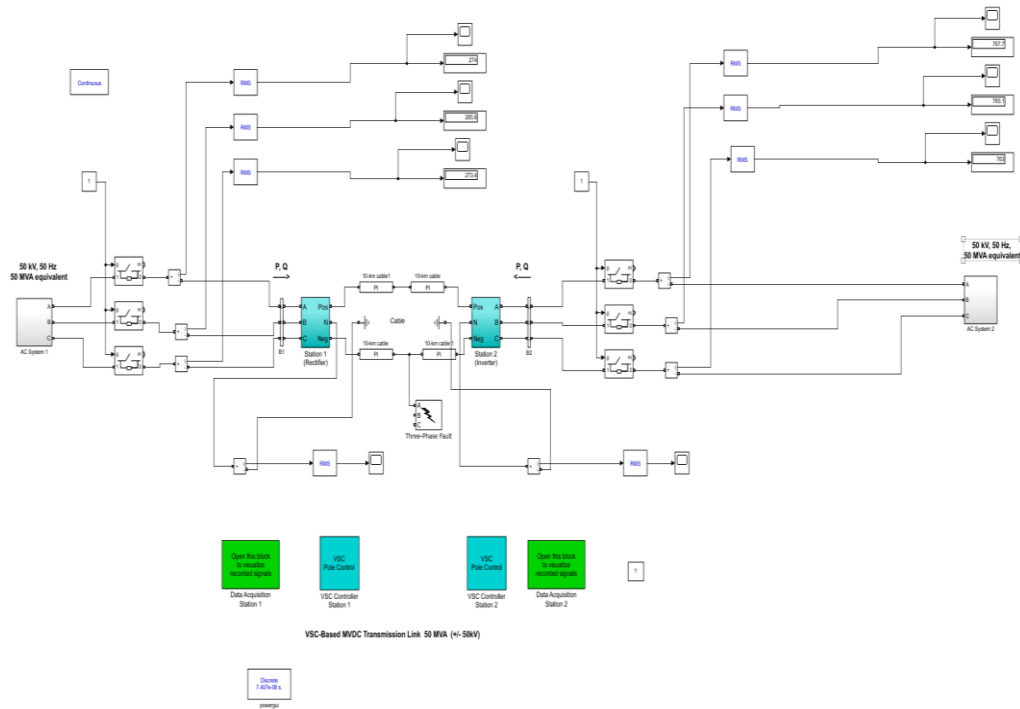 274
RMS
Continuous
265.6
RMS
273.4
RMS
1
767.7
RMS
765.1
RMS
763
RMS
1
50 kV, 50 Hz
50 MVA equivalent
A
B
C
AC System 1
P, Q
B1
A
B
C
Pos
N
Neg
Station 1
(Rectifier)
10-km cable1
PI
10-km cable
PI
Cable
10-km cable
PI
10-km cable1
PI
A
B
C
Three-Phase Fault
P, Q
Pos
N
Neg
A
B
C
Station 2
(Inverter)
B2
50 kV, 50 Hz,
50 MVA equivalent
A
B
C
AC System 2
RMS
RMS
Open this block
to visualize
recorded signals
Data Acquisition
Station 1
VSC
Pole Control
VSC Controller
Station 1
VSC
Pole Control
VSC Controller
Station 2
Open this block
to visualize
recorded signals
Data Acquisition
Station 2
?
VSC-Based MVDC Transmission Link 50 MVA (+/- 50kV)
Discrete
7.407e-06 s.
powergui